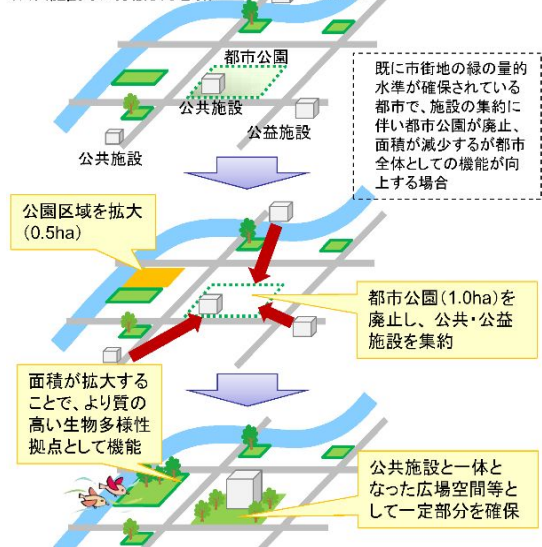 都市公園
公共施設
公益施設
公共施設
既に市街地の緑の量的
水準が確保されている
都市で、施設の集約に
伴い都市公園が廃止、
面積が減少するが都市
全体としての機能が向
上する場合
公園区域を拡大
(0.5ha)
都市公園(1.0ha)を
廃止し、公共・公益
施設を集約
面積が拡大する
ことで、より質の
高い生物多様性
拠点として機能
公共施設と一体と
なった広場空間等と
して一定部分を確保